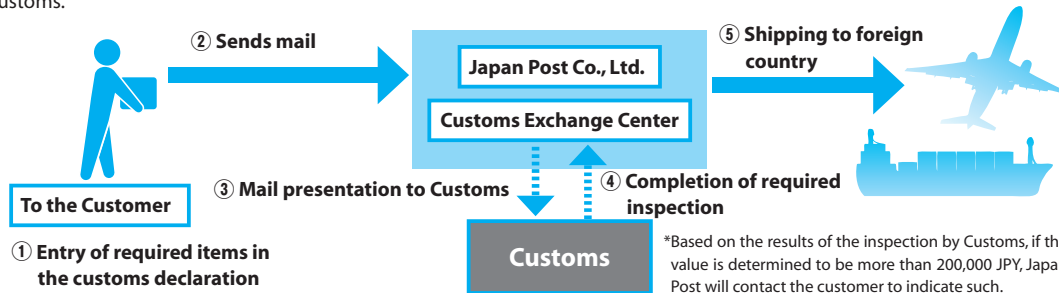 ustoms.
② Sends mail
⑤ Shipping to foreign
country
Japan Post Co., Ltd.
Customs Exchange Center
③ Mail presentation to Customs
④ Completion of required
inspection
To the Customer
① Entry of required items in
the customs declaration
Customs
*Based on the results of the inspection by Customs, if th
value is determined to be more than 200,000 JPY, Japa
Post will contact the customer to indicate such.